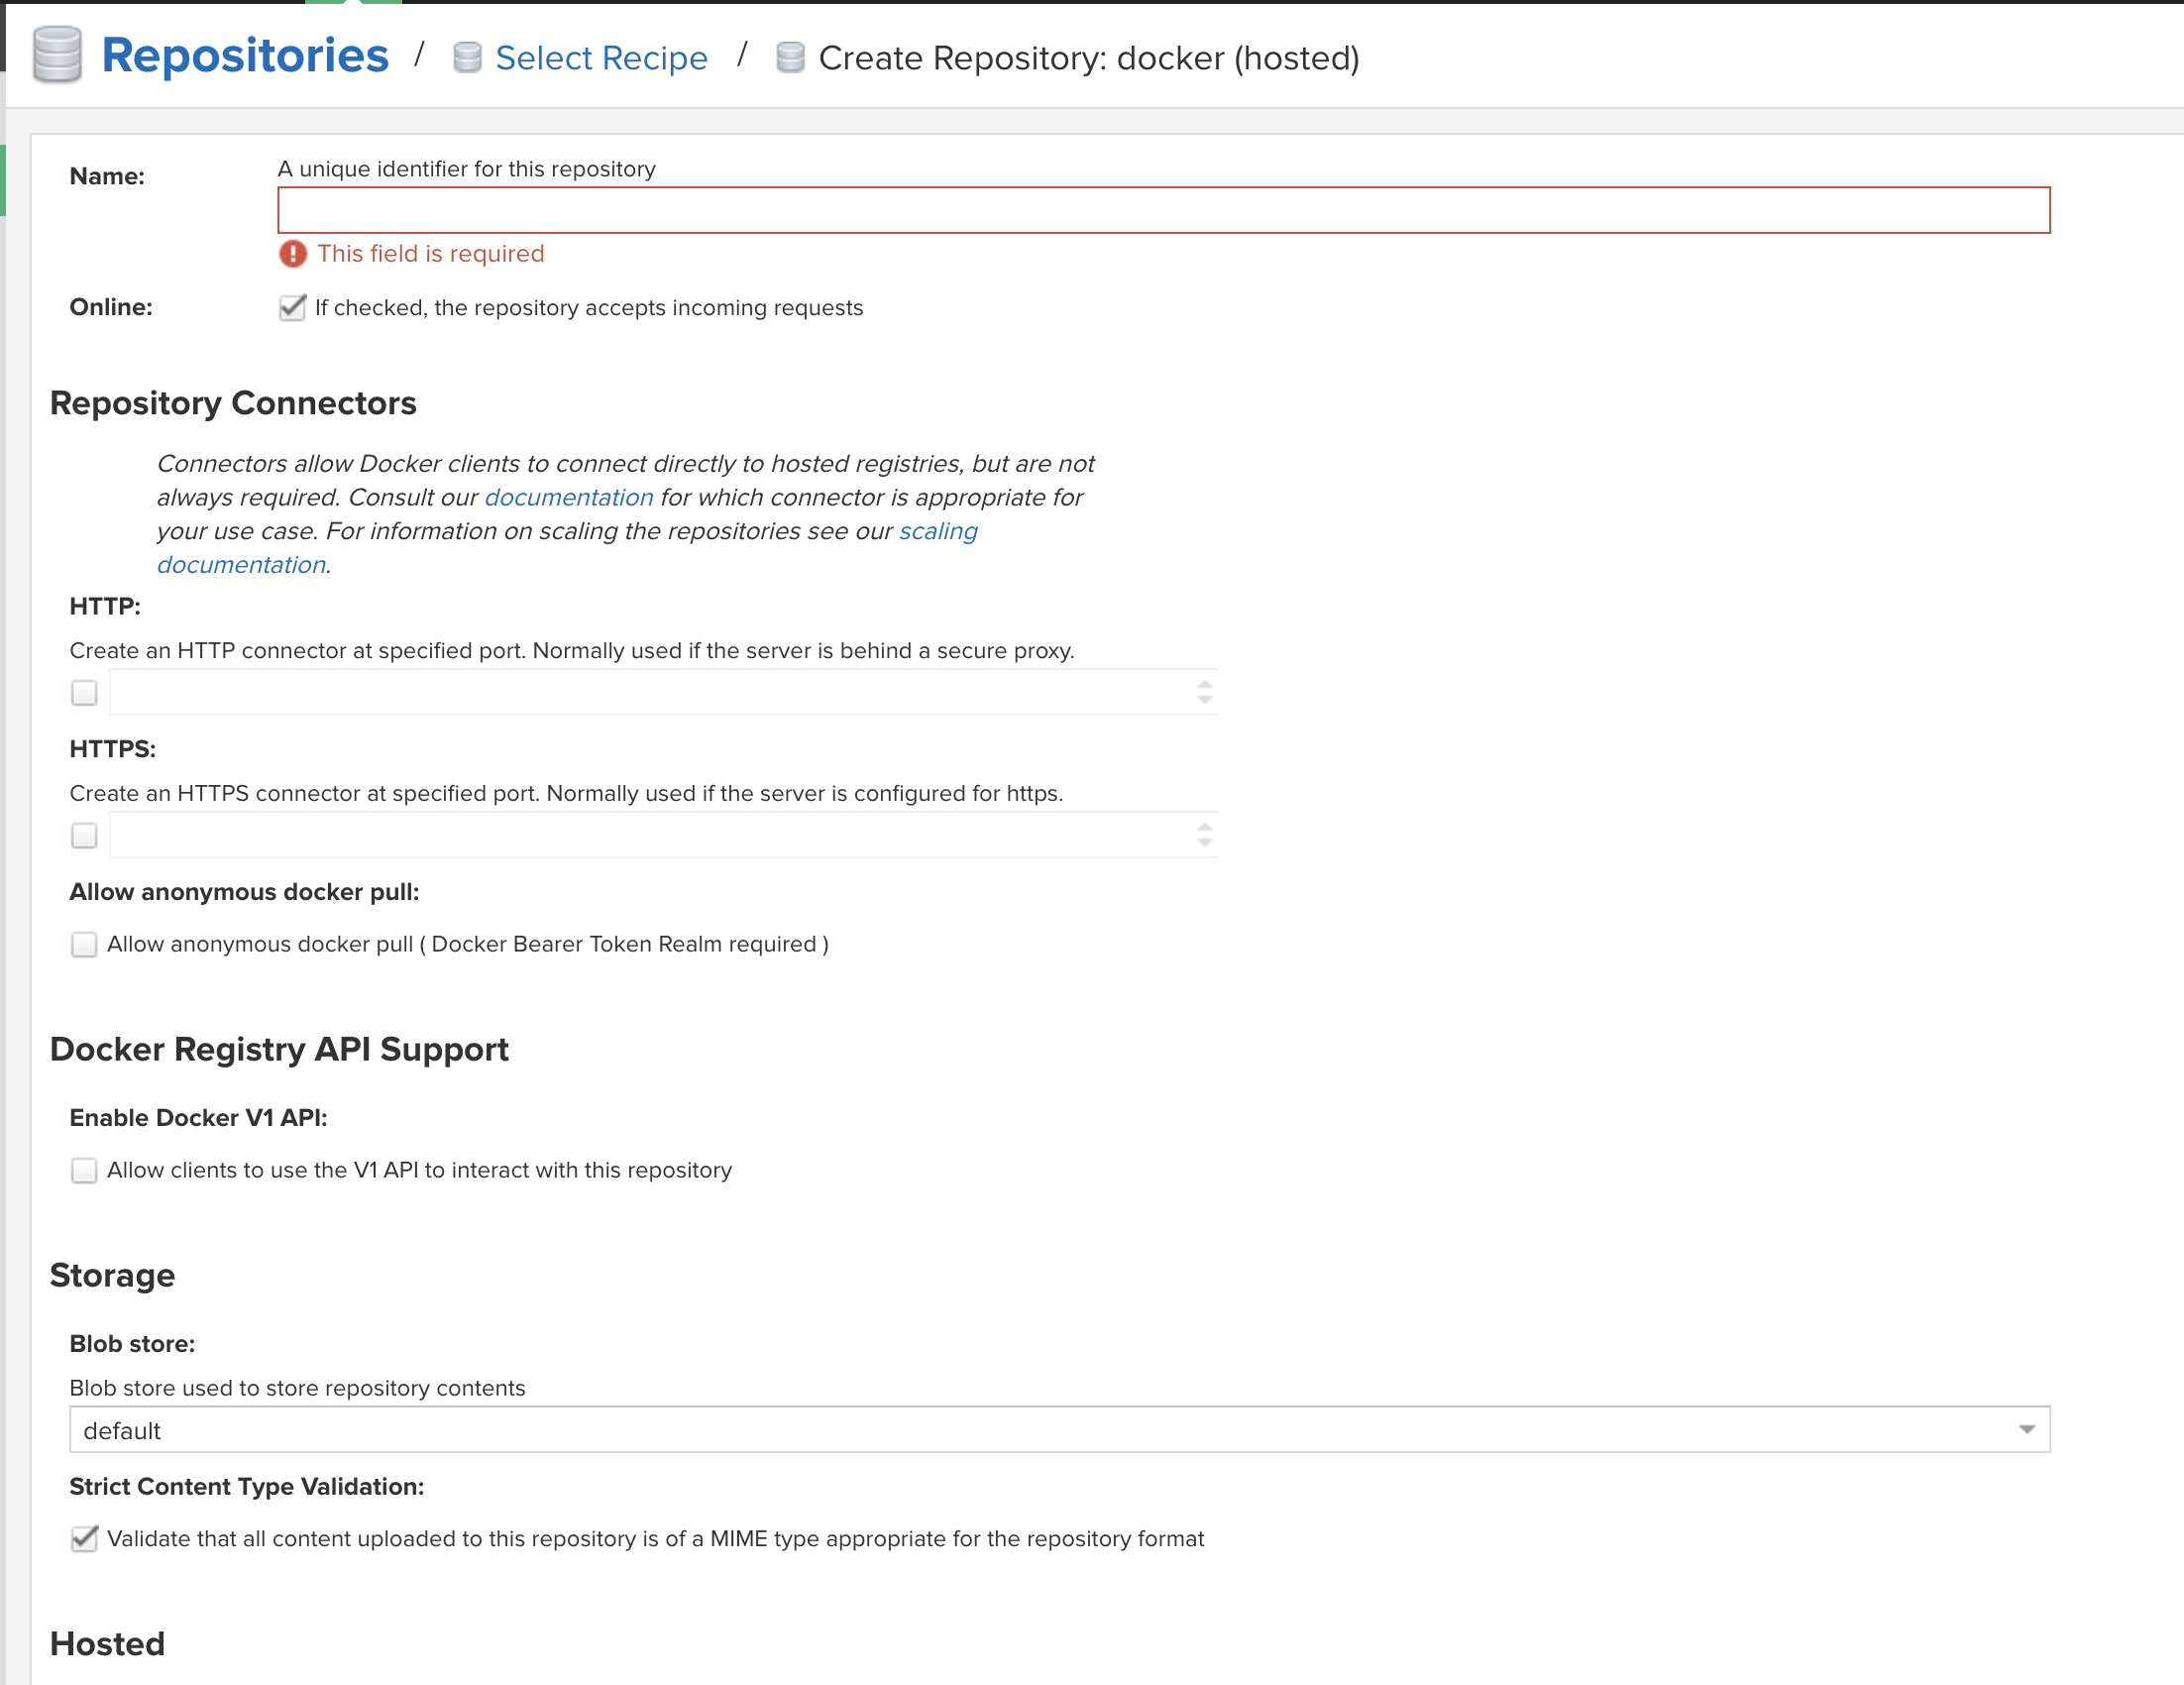 Repositories / Select Recipe / Create Repository: docker (hosted)
Name:
A unique identifier for this repository
This field is required
Online:
If checked, the repository accepts incoming requests
Repository Connectors
Connectors allow Docker clients to connect directly to hosted registries, but are not
always required. Consult our documentation for which connector is appropriate for
your use case. For information on scaling the repositories see our scaling
documentation.
HTTP:
Create an HTTP connector at specified port. Normally used if the server is behind a secure proxy.
HTTPS:
Create an HTTPS connector at specified port. Normally used if the server is configured for https.
Allow anonymous docker pull:
Allow anonymous docker pull ( Docker Bearer Token Realm required )
Docker Registry API Support
Enable Docker V1 API:
Allow clients to use the V1 API to interact with this repository
Storage
Blob store:
Blob store used to store repository contents
default
Strict Content Type Validation:
Validate that all content uploaded to this repository is of a MIME type appropriate for the repository format
Hosted